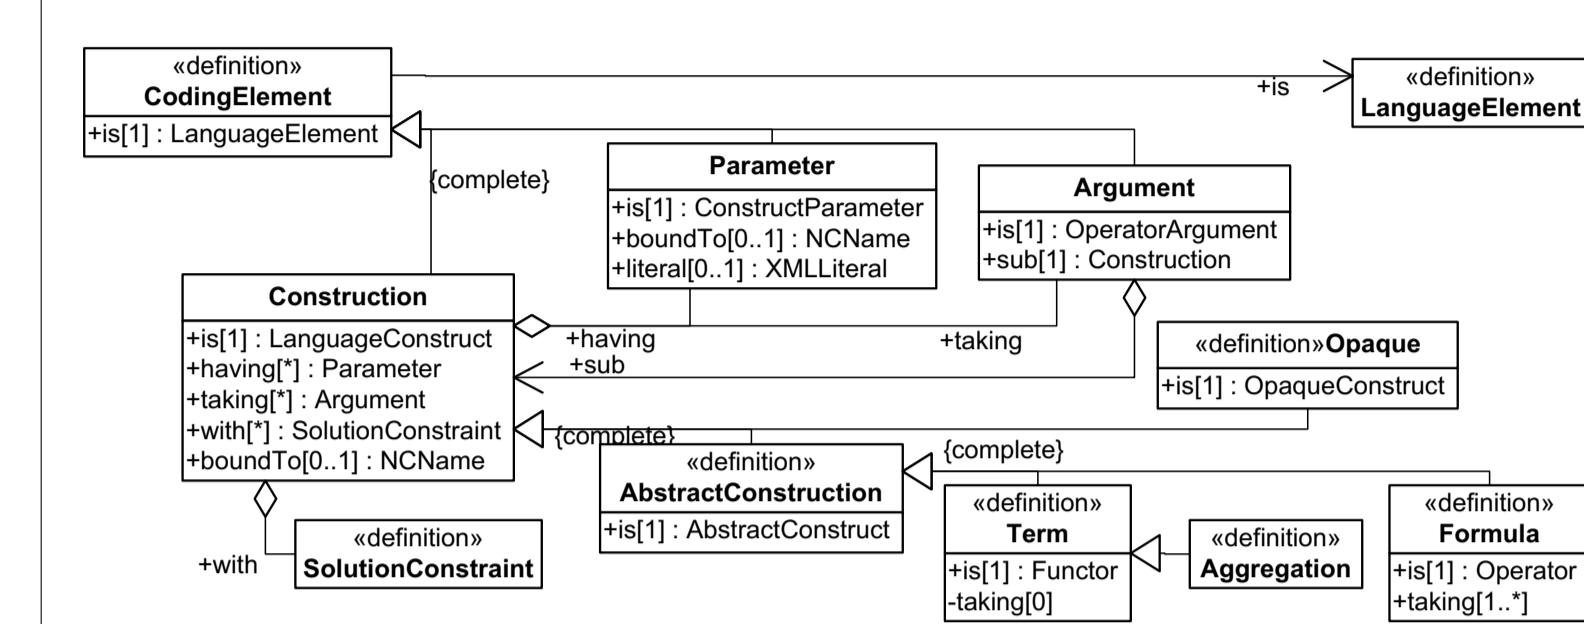 «definition»
CodingElement
+is[1] : LanguageElement
+is
«definition»
LanguageElement
{complete}
Parameter
+is[1] : ConstructParameter
+boundTo[0..1] : NCName
+literal[0..1] : XMLLiteral
Argument
+is[1] : OperatorArgument
+sub[1] : Construction
Construction
+is[1] : LanguageConstruct
+having[*] : Parameter
+taking[*] : Argument
+with[*] : SolutionConstraint
+boundTo[0..1] : NCName
+having
+taking
+sub
«definition»Opaque
+is[1] : OpaqueConstruct
{complete}
«definition»
AbstractConstruction
+is[1] : AbstractConstruct
{complete}
«definition»
Term
+is[1] : Functor
-taking[0]
«definition»
Aggregation
«definition»
Formula
+is[1] : Operator
+taking[1..*]
+with
«definition»
SolutionConstraint